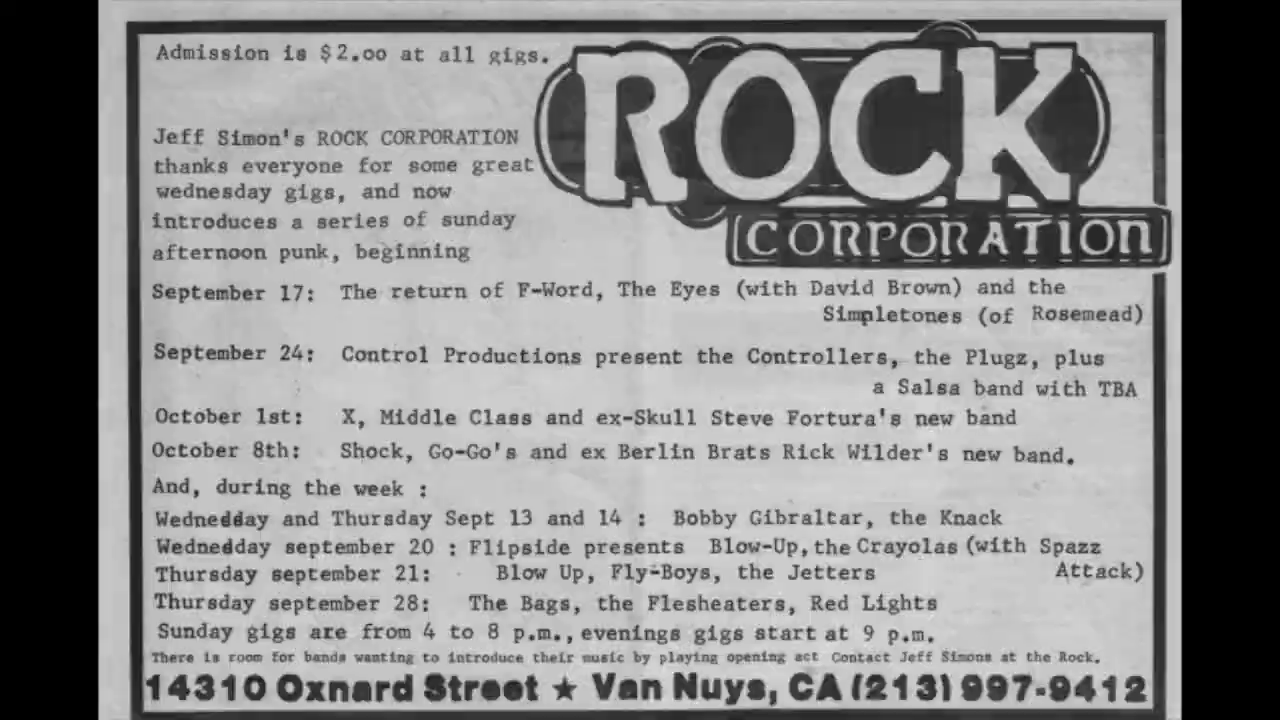 Admission is $2.00 at all gigs.
ROCK
CORPORATION
Jeff Simon's ROCK CORPORATION
thanks everyone for some great
wednesday gigs, and now
introduces a series of sunday
afternoon punk, beginning
September 17: The return of F-Word, The Eyes (with David Brown) and the
Simpletones (of Rosemead)
September 24: Control Productions present the Controllers, the Plugz, plus
a Salsa band with TBA
October 1st: X, Middle Class and ex-Skull Steve Fortura's new band
October 8th: Shock, Go-Go's and ex Berlin Brats Rick Wilder's new band.
And, during the week :
Wednedday and Thursday Sept 13 and 14 : Bobby Gibraltar, the Knack
Wednedday september 20 : Flipside presents Blow-Up, the Crayolas (with Spazz
Attack)
Thursday september 21: Blow Up, Fly-Boys, the Jetters
Thursday september 28: The Bags, the Flesheaters, Red Lights
Sunday gigs are from 4 to 8 p.m., evenings gigs start at 9 p.m.
There is room for bands wanting to introduce their music by playing opening act Contact Jeff Simons at the Rock.
14310 Oxnard Street ★ Van Nuys, CA (213) 997-9412